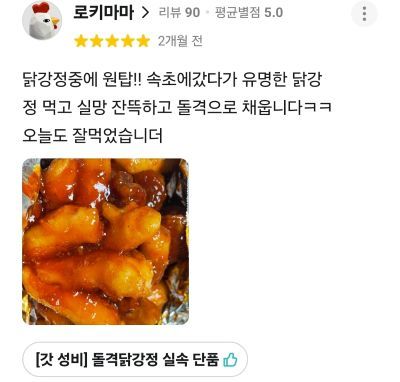 로키마마 > 리뷰 90 · 평균별점 5.0
★★★★★ 2개월 전
닭강정중에 원탑!! 속초에갔다가 유명한 닭강
정 먹고 실망 잔뜩하고 돌격으로 채웁니다ㅋㅋ
오늘도 잘먹었습니더
[갓 성비] 돌격닭강정 실속 단품